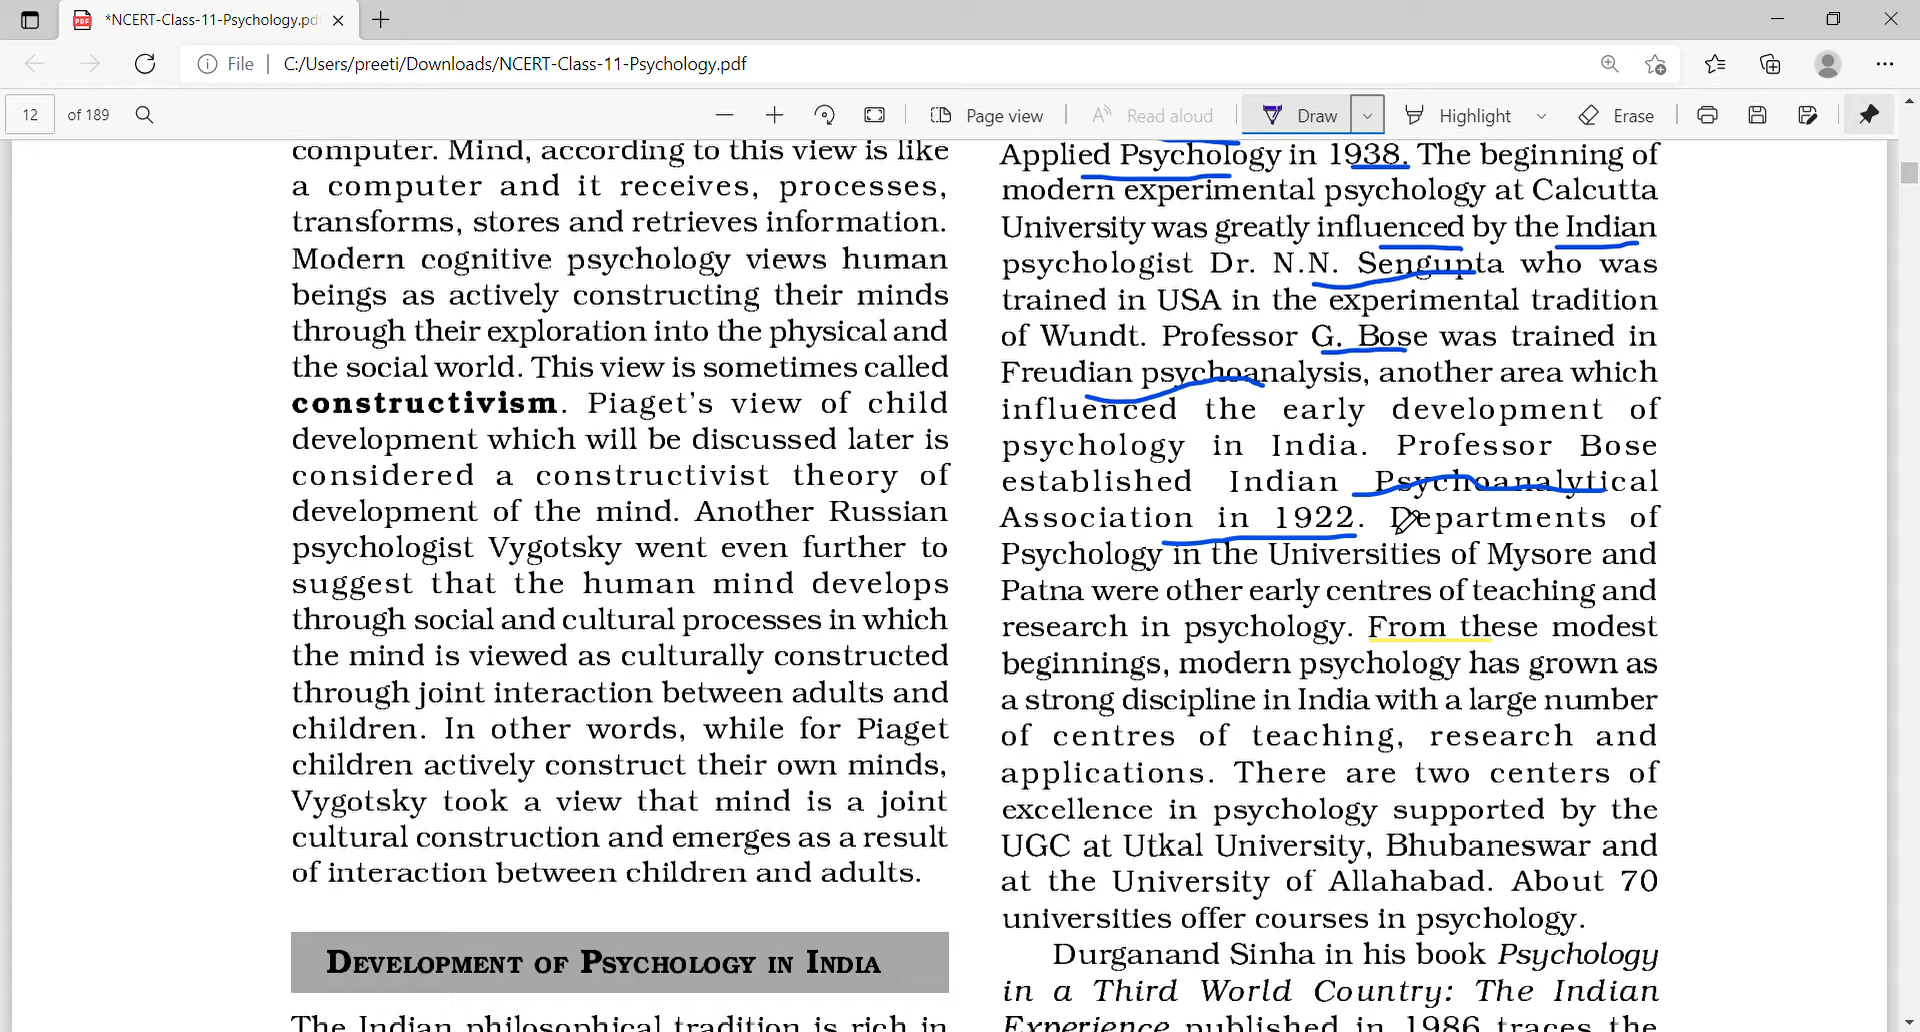 *NCERT-Class-11-Psychology.pd
File
C:/Users/preeti/Downloads/NCERT-Class-11-Psychology.pdf
12 of 189
Page view
Read aloud
Draw
Highlight
Erase
computer. Mind, according to this view is like
a computer and it receives, processes,
transforms, stores and retrieves information.
Modern cognitive psychology views human
beings as actively constructing their minds
through their exploration into the physical and
the social world. This view is sometimes called
constructivism. Piaget's view of child
development which will be discussed later is
considered a constructivist theory of
development of the mind. Another Russian
psychologist Vygotsky went even further to
suggest that the human mind develops
through social and cultural processes in which
the mind is viewed as culturally constructed
through joint interaction between adults and
children. In other words, while for Piaget
children actively construct their own minds,
Vygotsky took a view that mind is a joint
cultural construction and emerges as a result
of interaction between children and adults.
DEVELOPMENT OF PSYCHOLOGY IN INDIA
The Indian philosophical tradition is rich in
Applied Psychology in 1938. The beginning of
modern experimental psychology at Calcutta
University was greatly influenced by the Indian
psychologist Dr. N.N. Sengupta who was
trained in USA in the experimental tradition
of Wundt. Professor G. Bose was trained in
Freudian psychoanalysis, another area which
influenced the early development of
psychology in India. Professor Bose
established Indian Psychoanalytical
Association in 1922. Departments of
Psychology in the Universities of Mysore and
Patna were other early centres of teaching and
research in psychology. From these modest
beginnings, modern psychology has grown as
a strong discipline in India with a large number
of centres of teaching, research and
applications. There are two centers of
excellence in psychology supported by the
UGC at Utkal University, Bhubaneswar and
at the University of Allahabad. About 70
universities offer courses in psychology.
Durganand Sinha in his book Psychology
in a Third World Country: The Indian
Experience published in 1986 traces the